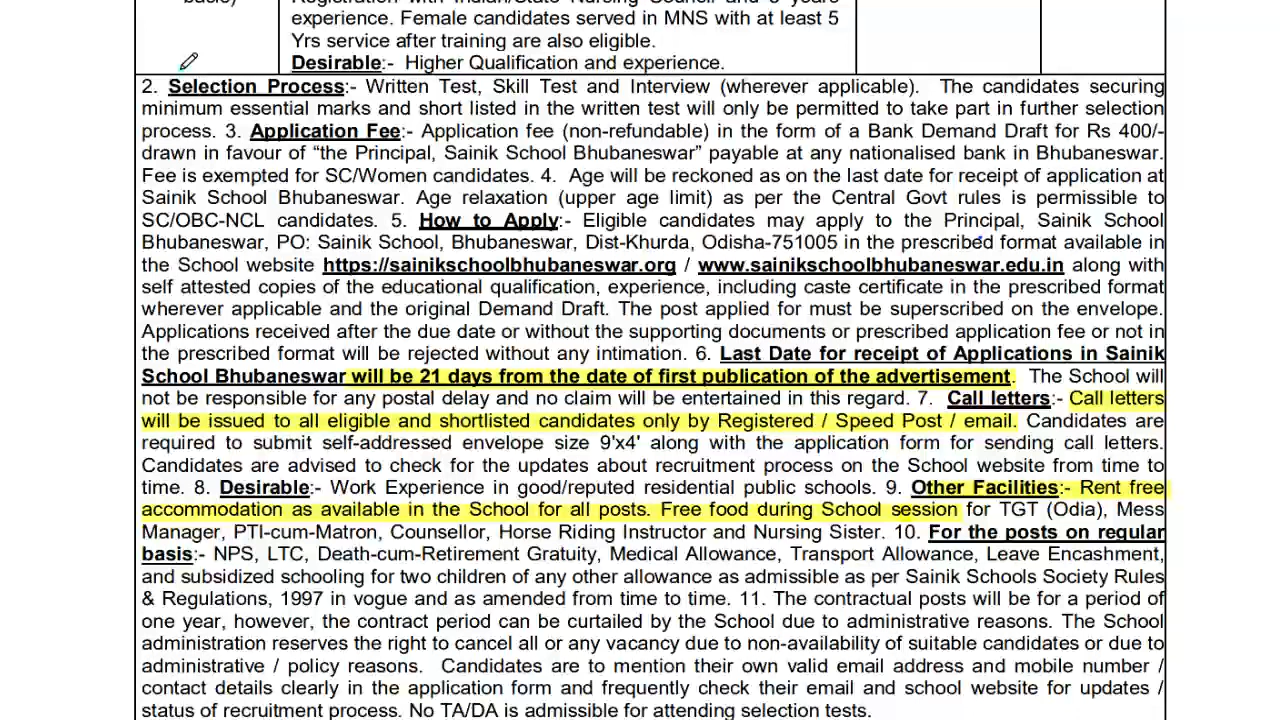 basis) Registration with Indian/State Nursing Council and 5 years
experience. Female candidates served in MNS with at least 5
Yrs service after training are also eligible.
Desirable:- Higher Qualification and experience.
2. Selection Process:- Written Test, Skill Test and Interview (wherever applicable). The candidates securing
minimum essential marks and short listed in the written test will only be permitted to take part in further selection
process. 3. Application Fee:- Application fee (non-refundable) in the form of a Bank Demand Draft for Rs 400/-
drawn in favour of “the Principal, Sainik School Bhubaneswar” payable at any nationalised bank in Bhubaneswar.
Fee is exempted for SC/Women candidates. 4. Age will be reckoned as on the last date for receipt of application at
Sainik School Bhubaneswar. Age relaxation (upper age limit) as per the Central Govt rules is permissible to
SC/OBC-NCL candidates. 5. How to Apply:- Eligible candidates may apply to the Principal, Sainik School
Bhubaneswar, PO: Sainik School, Bhubaneswar, Dist-Khurda, Odisha-751005 in the prescribed format available in
the School website https://sainikschoolbhubaneswar.org / www.sainikschoolbhubaneswar.edu.in along with
self attested copies of the educational qualification, experience, including caste certificate in the prescribed format
wherever applicable and the original Demand Draft. The post applied for must be superscribed on the envelope.
Applications received after the due date or without the supporting documents or prescribed application fee or not in
the prescribed format will be rejected without any intimation. 6. Last Date for receipt of Applications in Sainik
School Bhubaneswar will be 21 days from the date of first publication of the advertisement. The School will
not be responsible for any postal delay and no claim will be entertained in this regard. 7. Call letters:- Call letters
will be issued to all eligible and shortlisted candidates only by Registered / Speed Post / email. Candidates are
required to submit self-addressed envelope size 9'x4' along with the application form for sending call letters.
Candidates are advised to check for the updates about recruitment process on the School website from time to
time. 8. Desirable:- Work Experience in good/reputed residential public schools. 9. Other Facilities:- Rent free
accommodation as available in the School for all posts. Free food during School session for TGT (Odia), Mess
Manager, PTI-cum-Matron, Counsellor, Horse Riding Instructor and Nursing Sister. 10. For the posts on regular
basis:- NPS, LTC, Death-cum-Retirement Gratuity, Medical Allowance, Transport Allowance, Leave Encashment,
and subsidized schooling for two children of any other allowance as admissible as per Sainik Schools Society Rules
& Regulations, 1997 in vogue and as amended from time to time. 11. The contractual posts will be for a period of
one year, however, the contract period can be curtailed by the School due to administrative reasons. The School
administration reserves the right to cancel all or any vacancy due to non-availability of suitable candidates or due to
administrative / policy reasons. Candidates are to mention their own valid email address and mobile number /
contact details clearly in the application form and frequently check their email and school website for updates /
status of recruitment process. No TA/DA is admissible for attending selection tests.